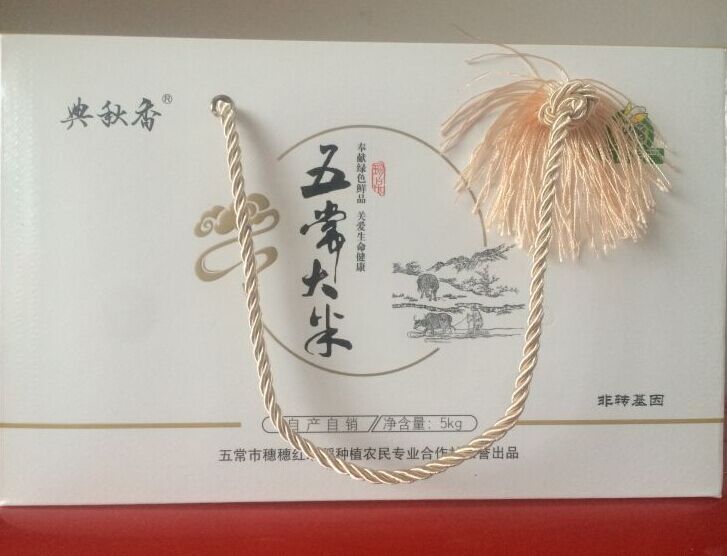 典秋香®
五常大米
奉献绿色鲜品 关爱生命健康
非转基因
自产自销 // 净含量: 5kg
五常市穗穗红 种植农民专业合作 誉出品